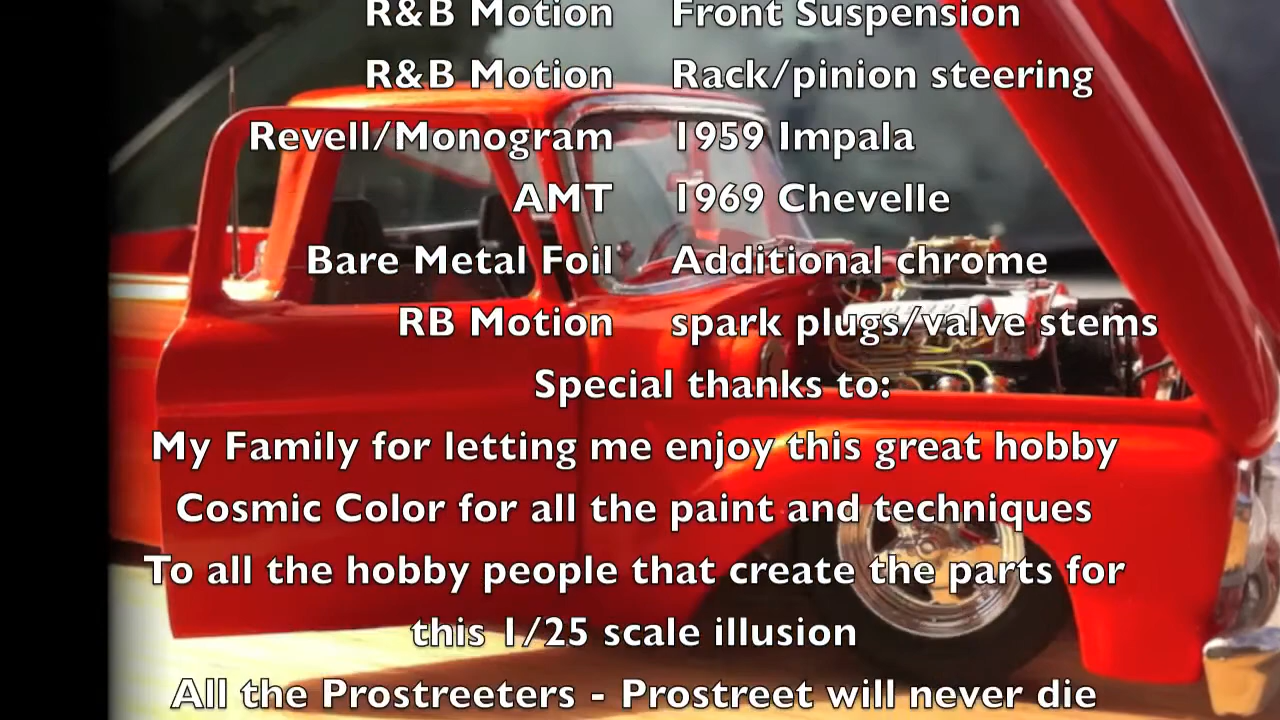 R&B Motion Front Suspension
R&B Motion Rack/pinion steering
Revell/Monogram 1959 Impala
AMT 1969 Chevelle
Bare Metal Foil Additional chrome
RB Motion spark plugs/valve stems
Special thanks to:
My Family for letting me enjoy this great hobby
Cosmic Color for all the paint and techniques
To all the hobby people that create the parts for
this 1/25 scale illusion
All the Prostreeters - Prostreet will never die